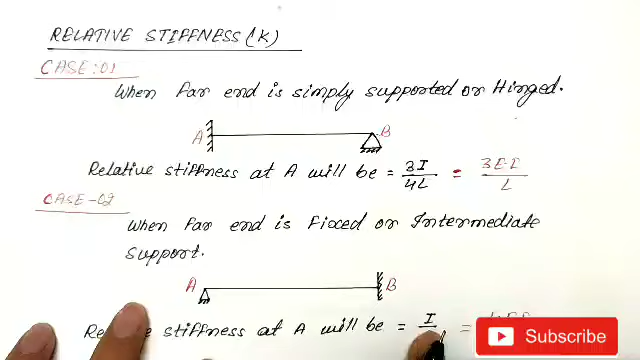 RELATIVE STIFFNESS (K)
CASE:01
When far end is simply supported or Hinged.
A B
Relative stiffness at A will be = 3I/4L = 3EI/L
CASE-02
When far end is Fixed or Intermediate
support.
A B
stiffness at A will be = I =
Subscribe